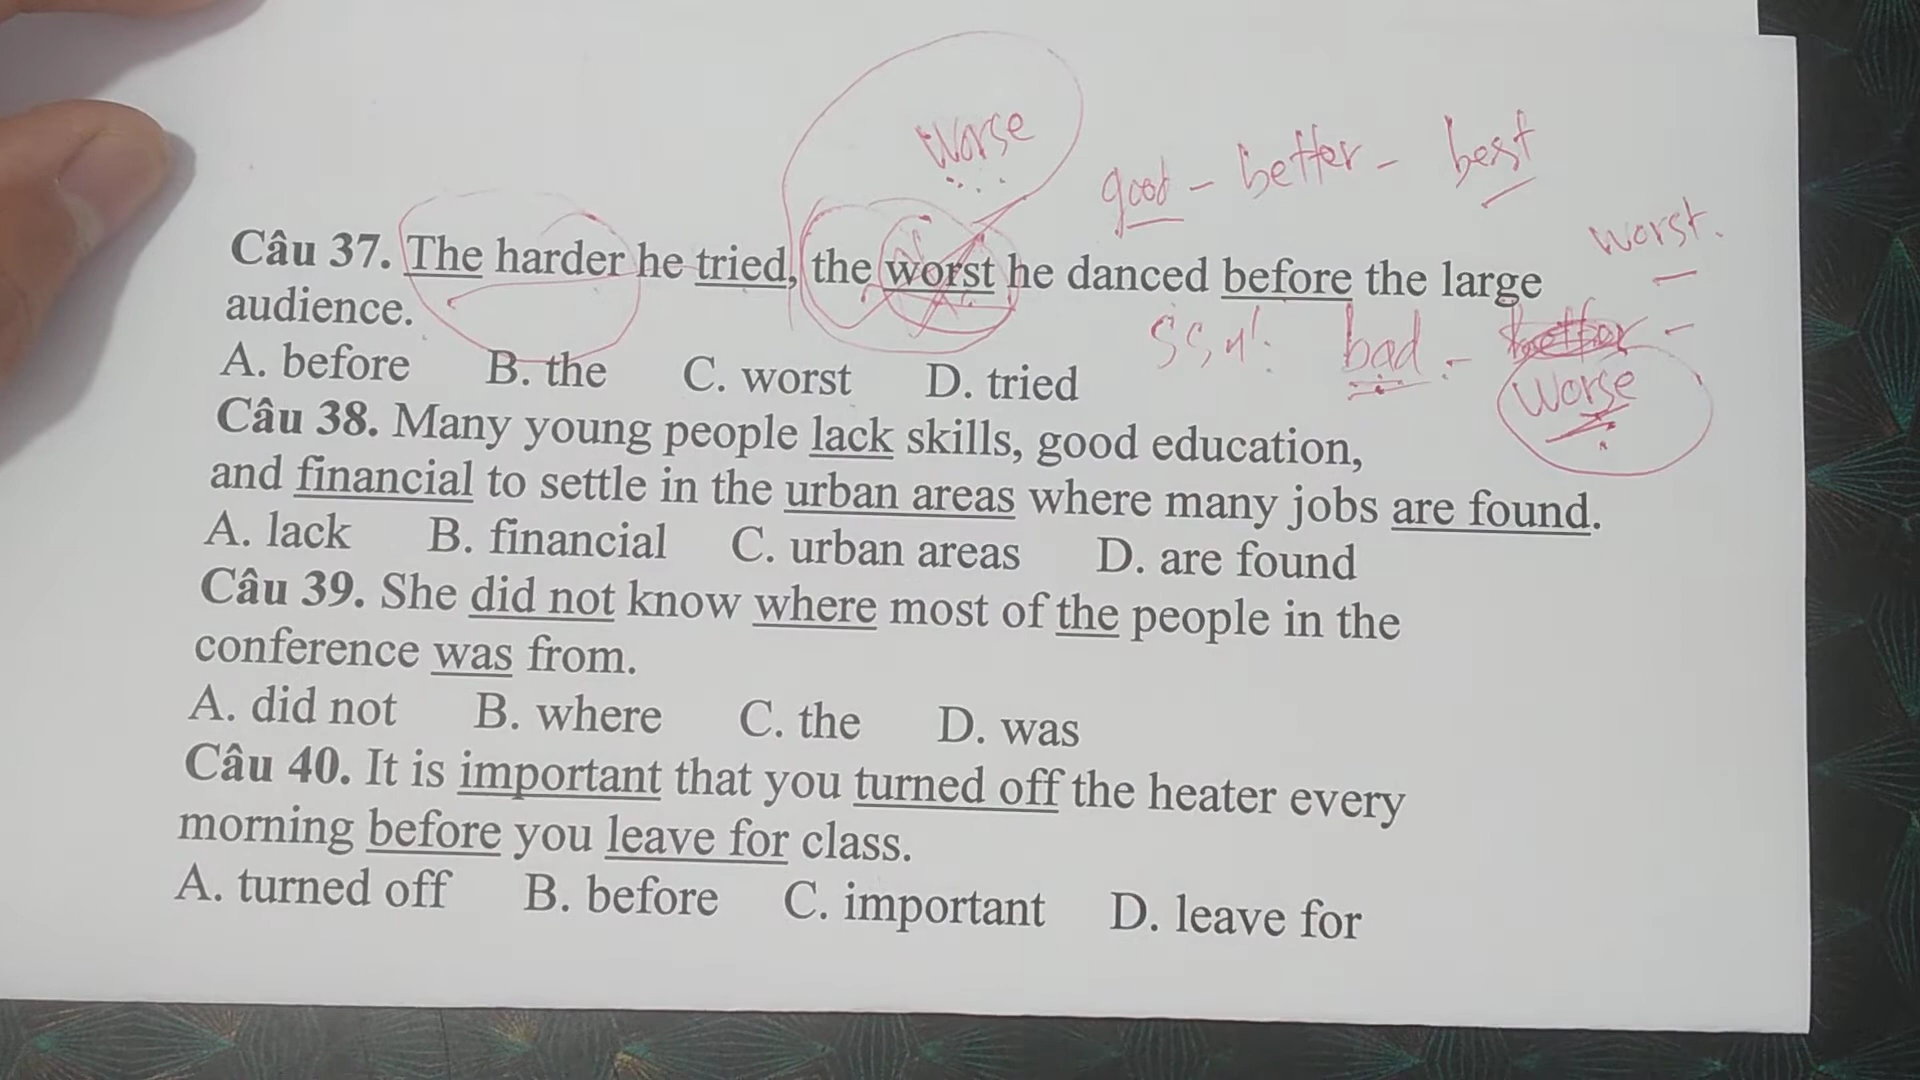 worse
good - better - best
worst.
Câu 37. The harder he tried, the worst he danced before the large
audience.
bad - better -
worse
A. before B. the C. worst D. tried
Câu 38. Many young people lack skills, good education,
and financial to settle in the urban areas where many jobs are found.
A. lack B. financial C. urban areas D. are found
Câu 39. She did not know where most of the people in the
conference was from.
A. did not B. where C. the D. was
Câu 40. It is important that you turned off the heater every
morning before you leave for class.
A. turned off B. before C. important D. leave for